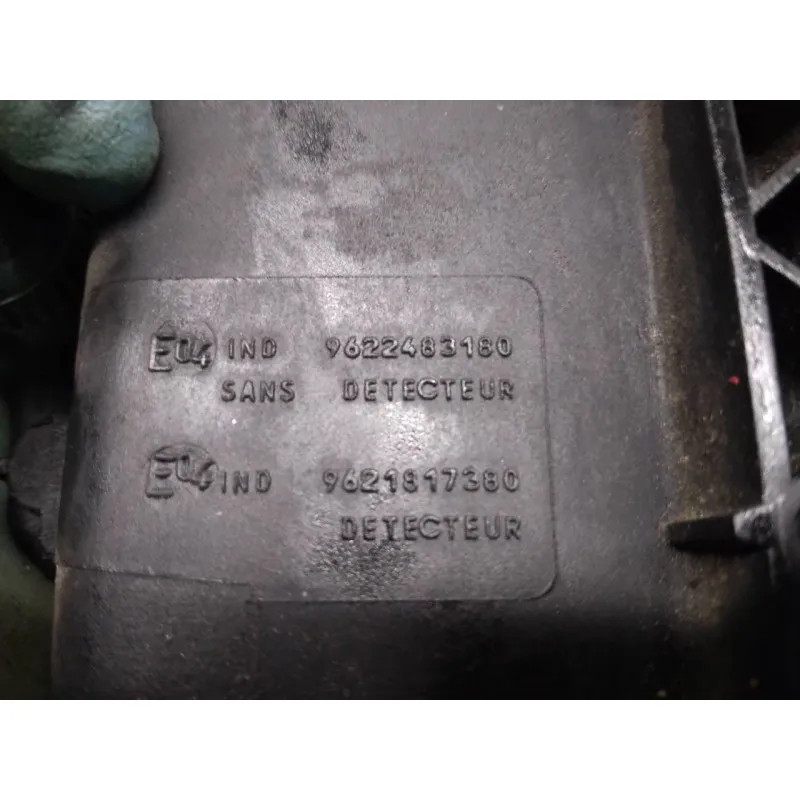 E04 IND 9622483180
SANS DETECTEUR
E04 IND 9621817380
DETECTEUR